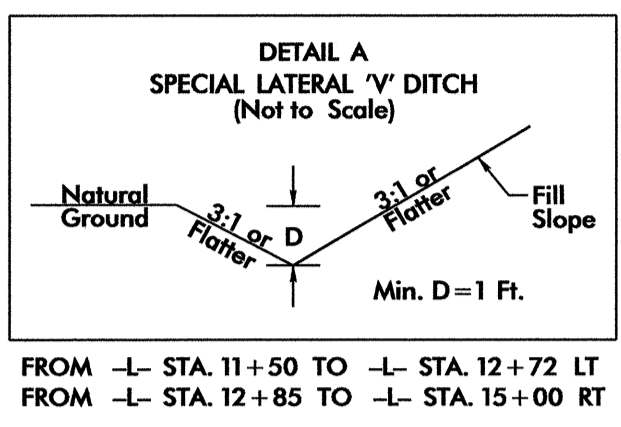 DETAIL A
SPECIAL LATERAL 'V' DITCH
(Not to Scale)
Natural
Ground
3:1 or
Flatter
D
3:1 or
Flatter
Fill
Slope
Min. D=1 Ft.
FROM -L- STA. 11+50 TO -L- STA. 12+72 LT
FROM -L- STA. 12+85 TO -L- STA. 15+00 RT